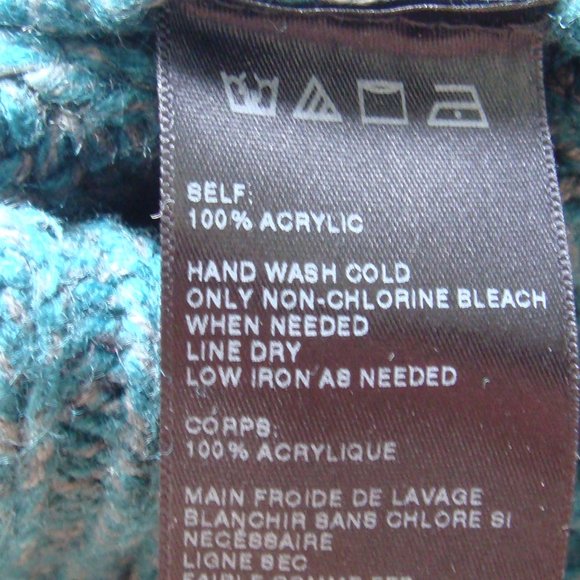 SELF:
100% ACRYLIC
HAND WASH COLD
ONLY NON-CHLORINE BLEACH
WHEN NEEDED
LINE DRY
LOW IRON AS NEEDED
CORPS:
100% ACRYLIQUE
MAIN FROIDE DE LAVAGE
BLANCHIR SANS CHLORE SI
NECESSAIRE
LIGNE SEC